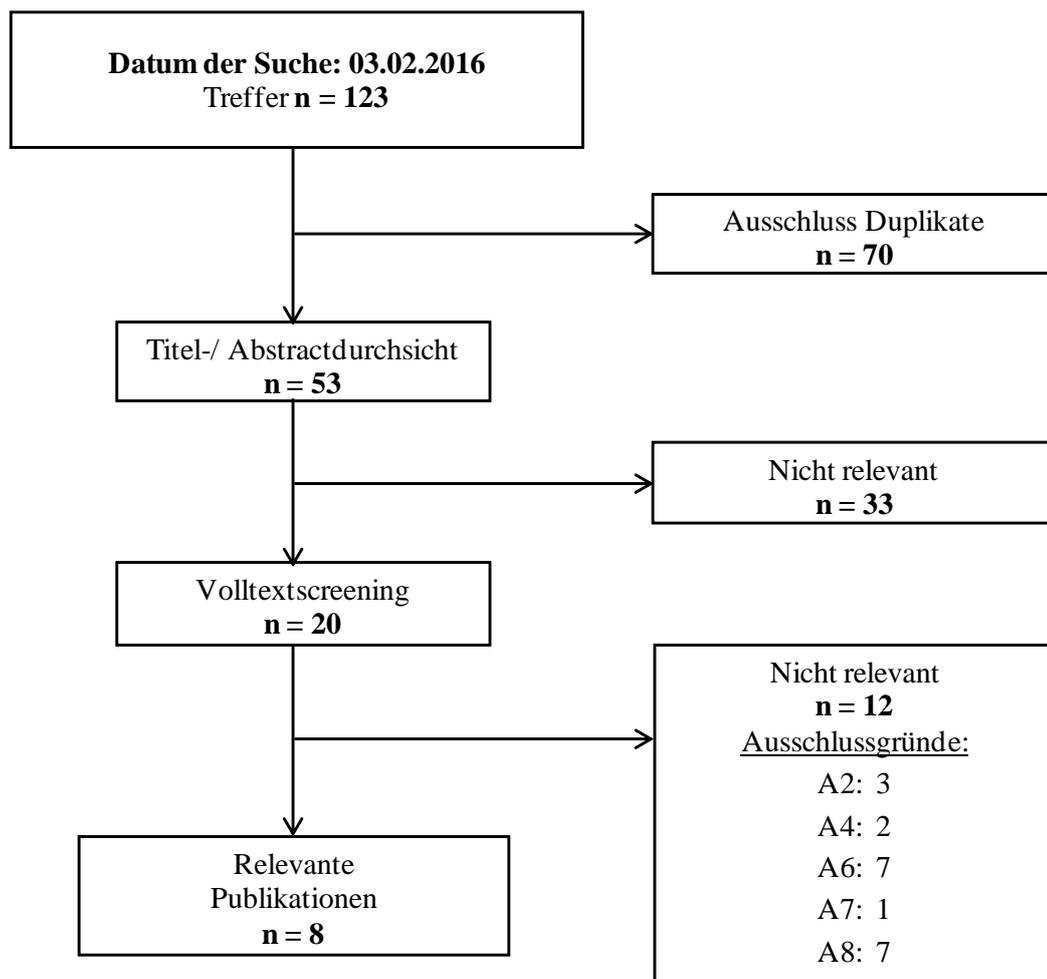 Datum der Suche: 03.02.2016
Treffer n = 123
Ausschluss Duplikate
n = 70
Titel-/ Abstractdurchsicht
n = 53
Nicht relevant
n = 33
Volltextscreening
n = 20
Nicht relevant
n = 12
Ausschlussgründe:
A2: 3
A4: 2
A6: 7
A7: 1
A8: 7
Relevante
Publikationen
n = 8